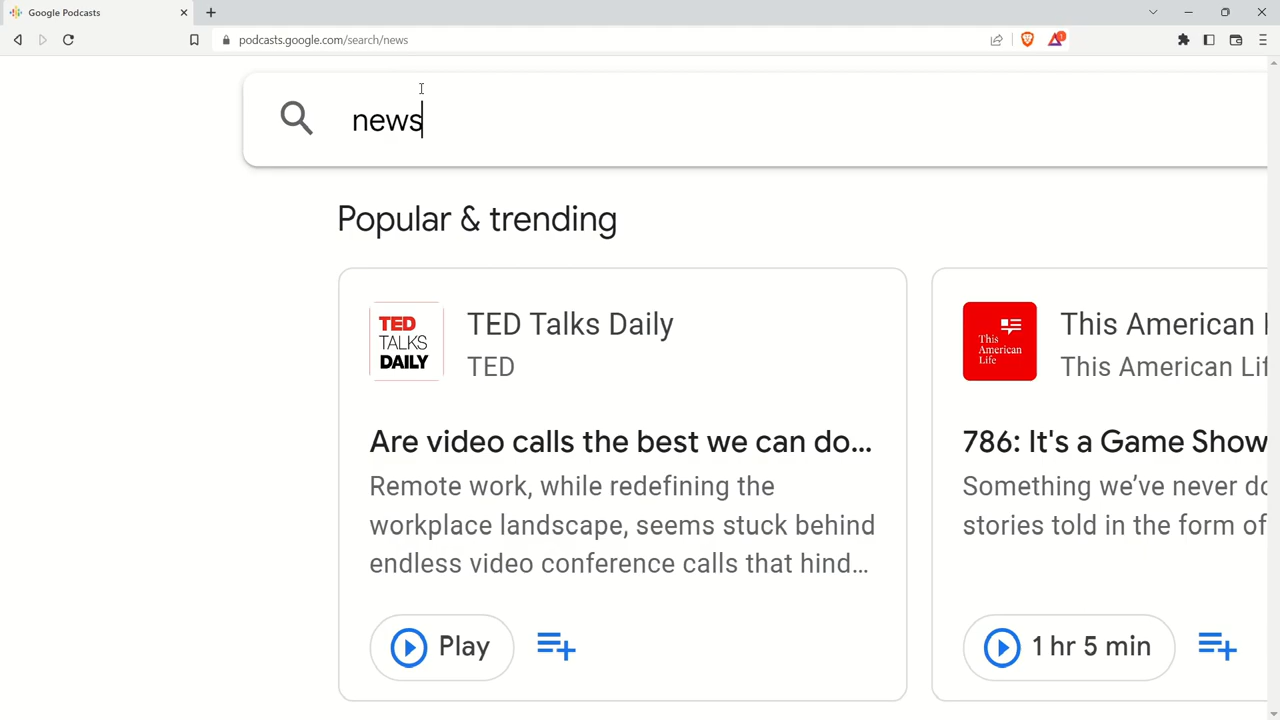 Google Podcasts
podcasts.google.com/search/news
1
news
Popular & trending
TED
TALKS
DAILY
TED Talks Daily
TED
Are video calls the best we can do...
Remote work, while redefining the
workplace landscape, seems stuck behind
endless video conference calls that hind...
Play
This
American
Life
This American
This American Lif
786: It's a Game Show
Something we've never do
stories told in the form of
1 hr 5 min